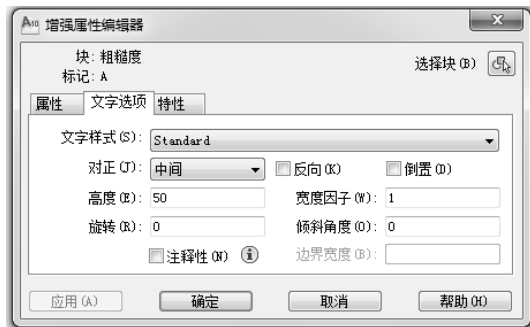 A10 增强属性编辑器
块: 粗糙度
标记: A
选择块(B)
属性 文字选项 特性
文字样式(S): Standard
对正(J): 中间 反向(K) 倒置(D)
高度(E): 50 宽度因子(W): 1
旋转(R): 0 倾斜角度(O): 0
注释性(N) 边界宽度(B):
应用(A) 确定 取消 帮助(H)